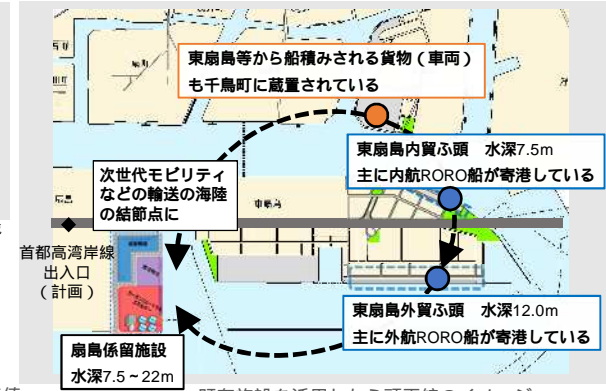 東扇島等から船積みされる貨物（車両）
も千鳥町に蔵置されている
東扇島内貿ふ頭　水深7.5m
主に内航RORO船が寄港している
次世代モビリティ
などの輸送の海陸
の結節点に
東扇島
首都高湾岸線
出入口
（計画）
東扇島外貿ふ頭　水深12.0m
主に外航RORO船が寄港している
扇島係留施設
水深7.5～22m